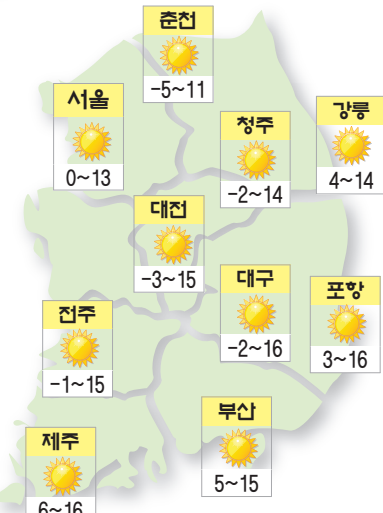 춘천
-5~11
서울
0~13
청주
-2~14
강릉
4~14
대전
-3~15
대구
-2~16
포항
3~16
전주
-1~15
부산
5~15
제주
6~16